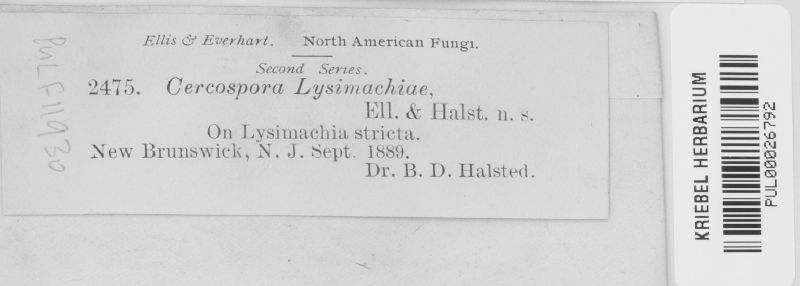 Ellis & Everhart. North American Fungi.
Second Series.
2475. Cercospora Lysimachiae,
Ell. & Halst. n. s.
On Lysimachia stricta.
New Brunswick, N. J. Sept. 1889.
Dr. B. D. Halsted.
PUL F11930
KRIEBEL HERBARIUM
PUL00026792